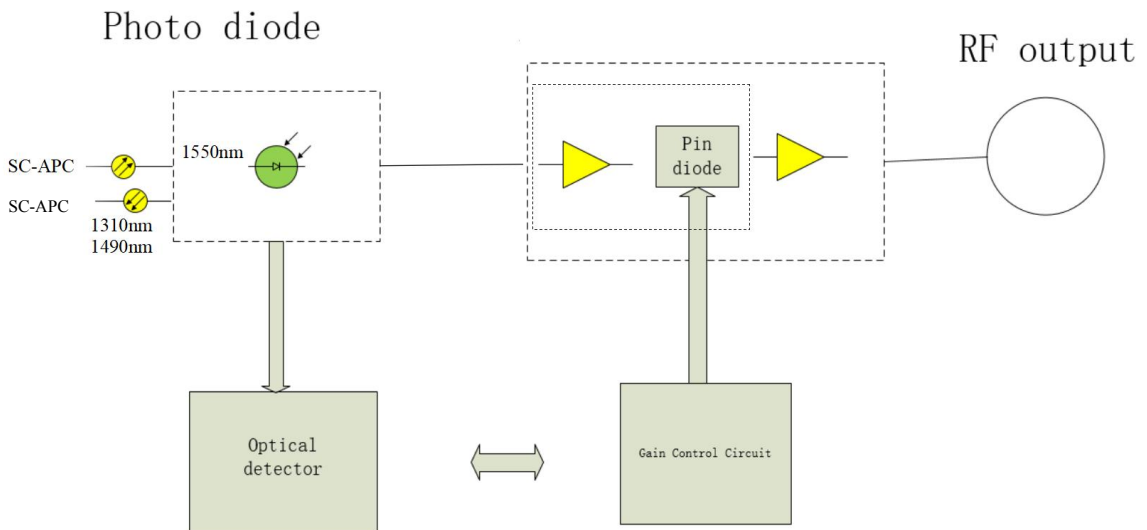 Photo diode
RF output
1550nm
SC-APC
SC-APC
1310nm
1490nm
Pin
diode
Optical
detector
Gain Control Circuit